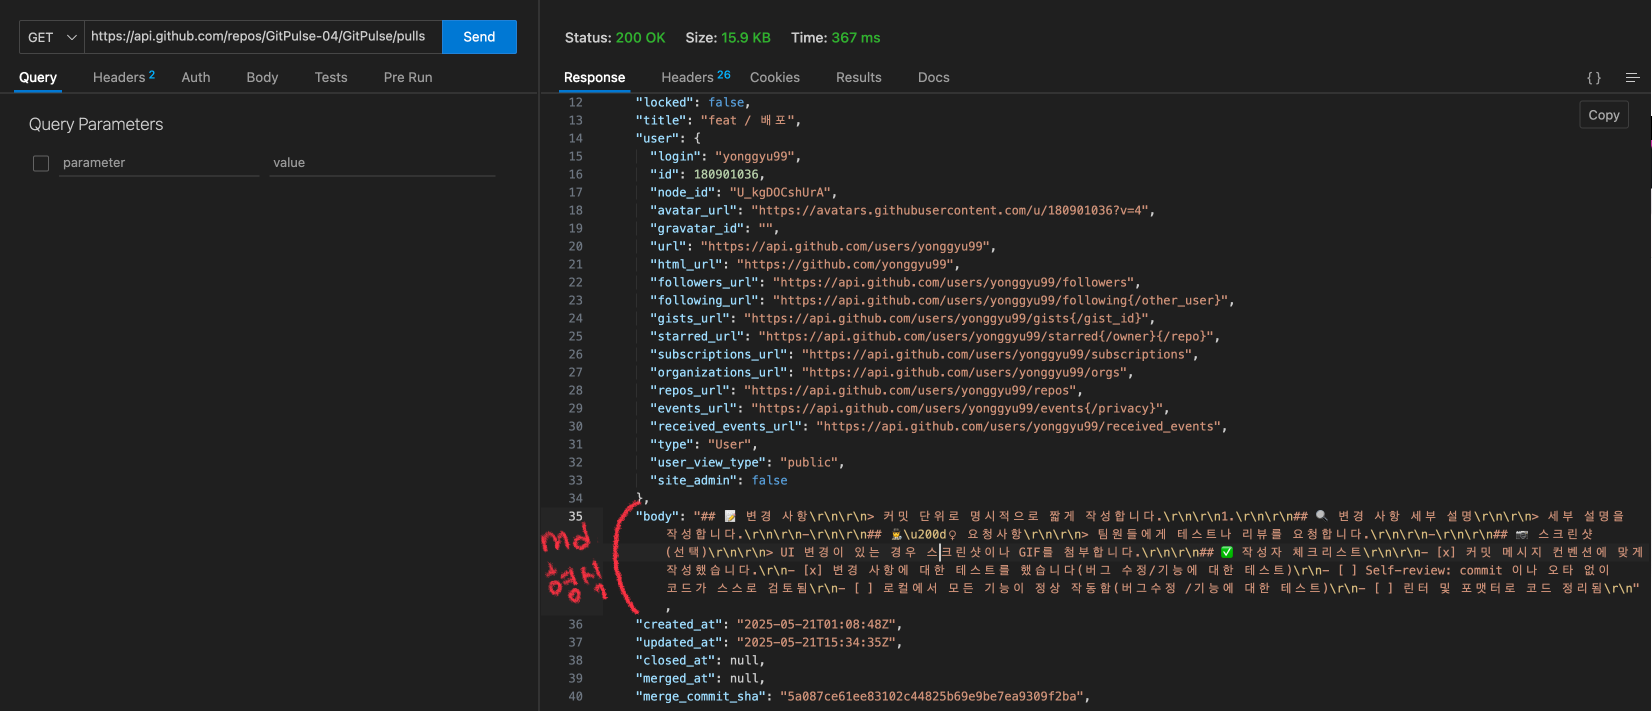 GET
https://api.github.com/repos/GitPulse-04/GitPulse/pulls
Send
Query
Headers 2
Auth
Body
Tests
Pre Run
Query Parameters
parameter
value
Status: 200 OK
Size: 15.9 KB
Time: 367 ms
Response
Headers 26
Cookies
Results
Docs
{}
Copy
12 "locked": false,
13 "title": "feat / 배포",
14 "user": {
15 "login": "yonggyu99",
16 "id": 180901036,
17 "node_id": "U_kgDOCshUrA",
18 "avatar_url": "https://avatars.githubusercontent.com/u/180901036?v=4",
19 "gravatar_id": "",
20 "url": "https://api.github.com/users/yonggyu99",
21 "html_url": "https://github.com/yonggyu99",
22 "followers_url": "https://api.github.com/users/yonggyu99/followers",
23 "following_url": "https://api.github.com/users/yonggyu99/following{/other_user}",
24 "gists_url": "https://api.github.com/users/yonggyu99/gists{/gist_id}",
25 "starred_url": "https://api.github.com/users/yonggyu99/starred{/owner}{/repo}",
26 "subscriptions_url": "https://api.github.com/users/yonggyu99/subscriptions",
27 "organizations_url": "https://api.github.com/users/yonggyu99/orgs",
28 "repos_url": "https://api.github.com/users/yonggyu99/repos",
29 "events_url": "https://api.github.com/users/yonggyu99/events{/privacy}",
30 "received_events_url": "https://api.github.com/users/yonggyu99/received_events",
31 "type": "User",
32 "user_view_type": "public",
33 "site_admin": false
34 },
35 "body": "## 📝 변경 사항\r\n\r\n> 커밋 단위로 명시적으로 짧게 작성합니다.\r\n\r\n1.\r\n\r\n## 🔍 변경 사항 세부 설명\r\n\r\n> 세부 설명을
작성합니다.\r\n\r\n-\r\n\r\n## 🕵️\u200d♀ 요청사항\r\n\r\n> 팀원들에게 테스트나 리뷰를 요청합니다.\r\n\r\n-\r\n\r\n## 📷 스크린샷
(선택)\r\n\r\n> UI 변경이 있는 경우 스크린샷이나 GIF를 첨부합니다.\r\n\r\n## ✅ 작성자 체크리스트\r\n\r\n- [x] 커밋 메시지 컨벤션에 맞게
작성했습니다.\r\n- [x] 변경 사항에 대한 테스트를 했습니다(버그 수정/기능에 대한 테스트)\r\n- [ ] Self-review: commit 이나 오타 없이
코드가 스스로 검토됨\r\n- [ ] 로컬에서 모든 기능이 정상 작동함(버그수정 /기능에 대한 테스트)\r\n- [ ] 린터 및 포맷터로 코드 정리됨\r\n"
,
md
형식
36 "created_at": "2025-05-21T01:08:48Z",
37 "updated_at": "2025-05-21T15:34:35Z",
38 "closed_at": null,
39 "merged_at": null,
40 "merge_commit_sha": "5a087ce61ee83102c44825b69e9be7ea9309f2ba",